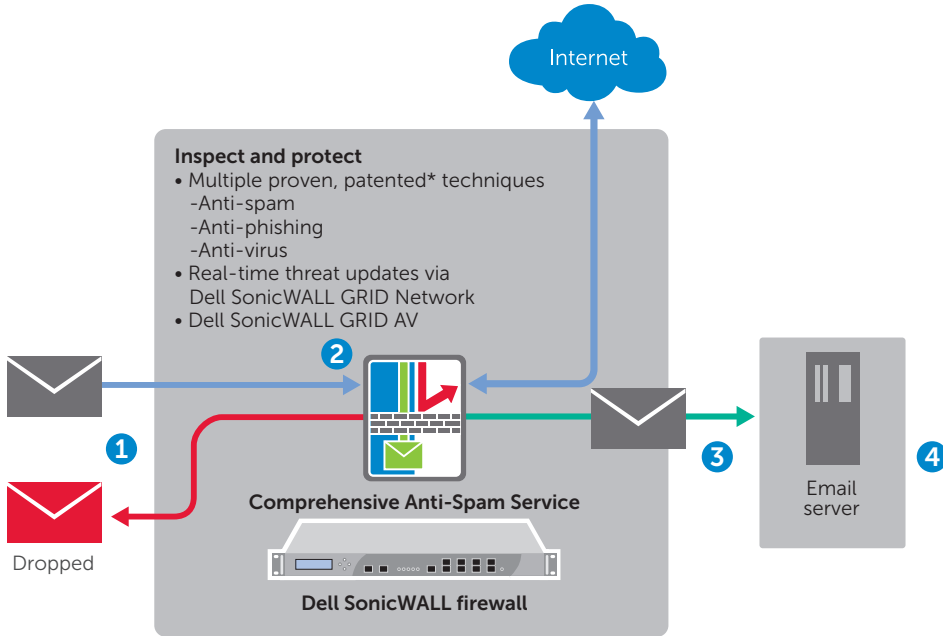 Internet
Inspect and protect
• Multiple proven, patented* techniques
-Anti-spam
-Anti-phishing
-Anti-virus
• Real-time threat updates via
Dell SonicWALL GRID Network
• Dell SonicWALL GRID AV
2
1
3
4
Email
server
Comprehensive Anti-Spam Service
Dropped
Dell SonicWALL firewall